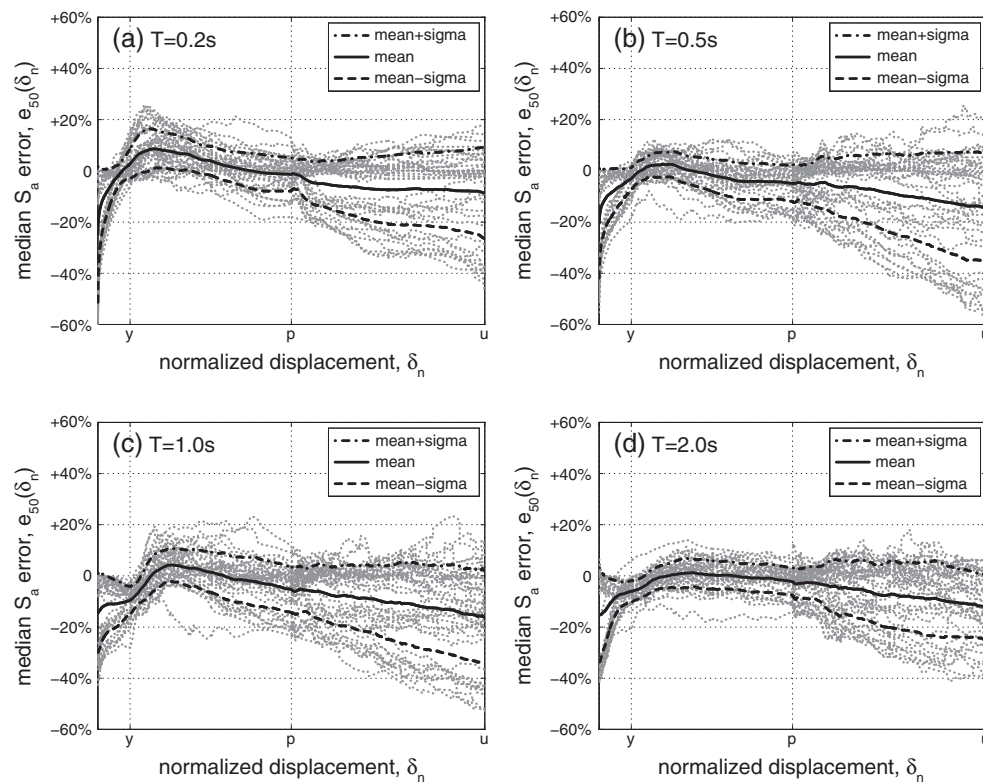 (a) T=0.2s
mean+sigma
mean
mean−sigma
+60%
+40%
+20%
0
−20%
−40%
−60%
median Sa error, e50(δn)
y
p
u
normalized displacement, δn
(b) T=0.5s
mean+sigma
mean
mean−sigma
+60%
+40%
+20%
0
−20%
−40%
−60%
median Sa error, e50(δn)
y
p
u
normalized displacement, δn
(c) T=1.0s
mean+sigma
mean
mean−sigma
+60%
+40%
+20%
0
−20%
−40%
−60%
median Sa error, e50(δn)
y
p
u
normalized displacement, δn
(d) T=2.0s
mean+sigma
mean
mean−sigma
+60%
+40%
+20%
0
−20%
−40%
−60%
median Sa error, e50(δn)
y
p
u
normalized displacement, δn